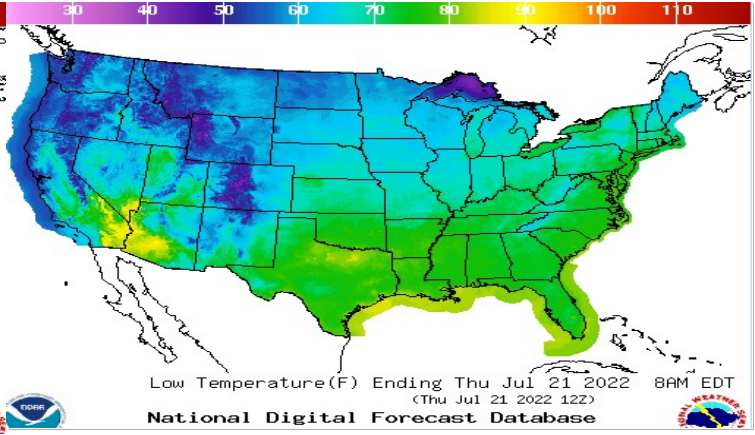 30 40 50 60 70 80 90 100 110
Low Temperature(F) Ending Thu Jul 21 2022 8AM EDT
(Thu Jul 21 2022 12Z)
National Digital Forecast Database
NOAA